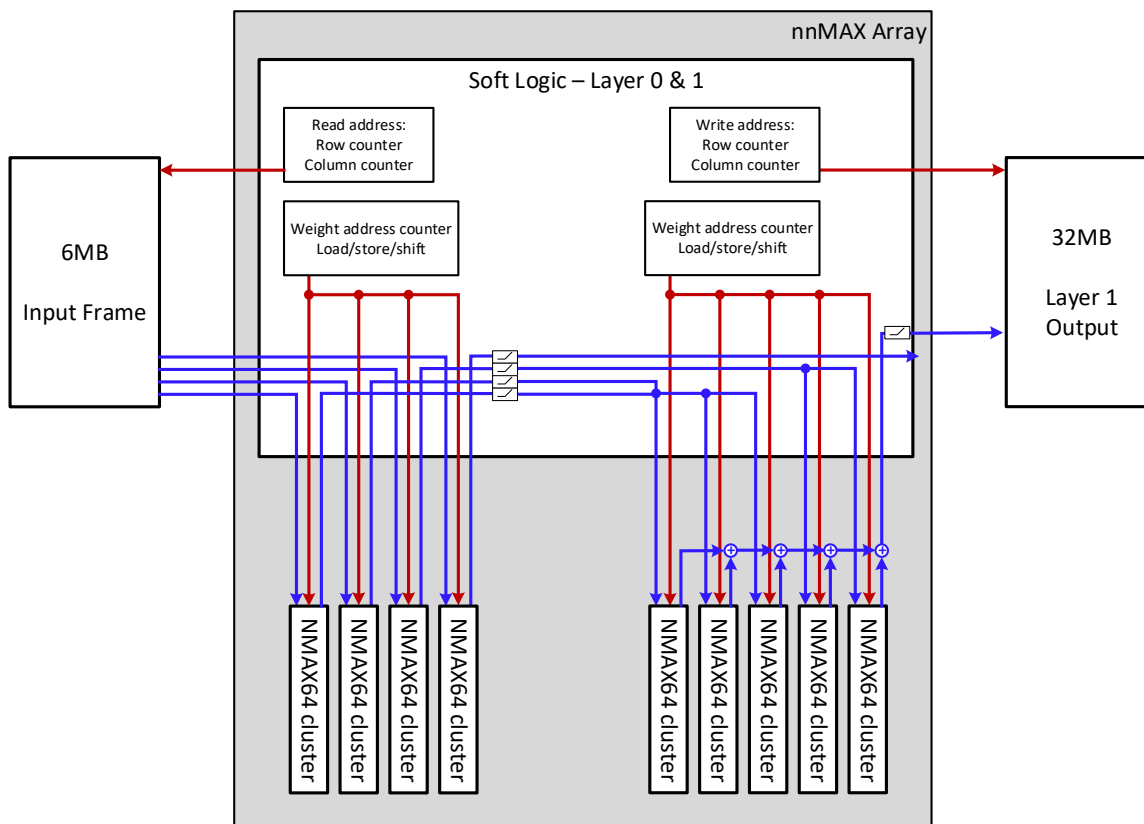 nnMAX Array
Soft Logic – Layer 0 & 1
Read address:
Row counter
Column counter
Write address:
Row counter
Column counter
Weight address counter
Load/store/shift
Weight address counter
Load/store/shift
6MB
Input Frame
32MB
Layer 1
Output
NMAX64 cluster
NMAX64 cluster
NMAX64 cluster
NMAX64 cluster
NMAX64 cluster
NMAX64 cluster
NMAX64 cluster
NMAX64 cluster
NMAX64 cluster